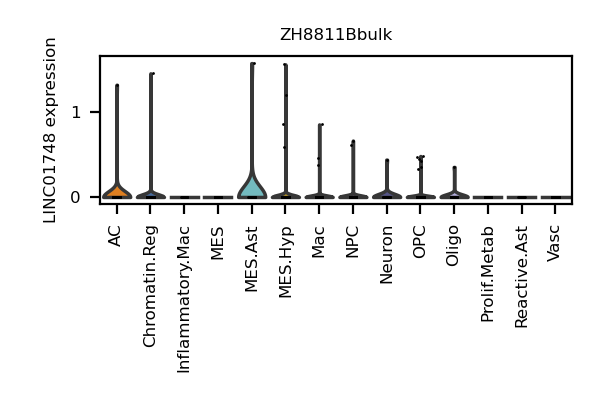 ZH8811Bbulk
LINC01748 expression
1
0
AC
Chromatin.Reg
Inflammatory.Mac
MES
MES.Ast
MES.Hyp
Mac
NPC
Neuron
OPC
Oligo
Prolif.Metab
Reactive.Ast
Vasc